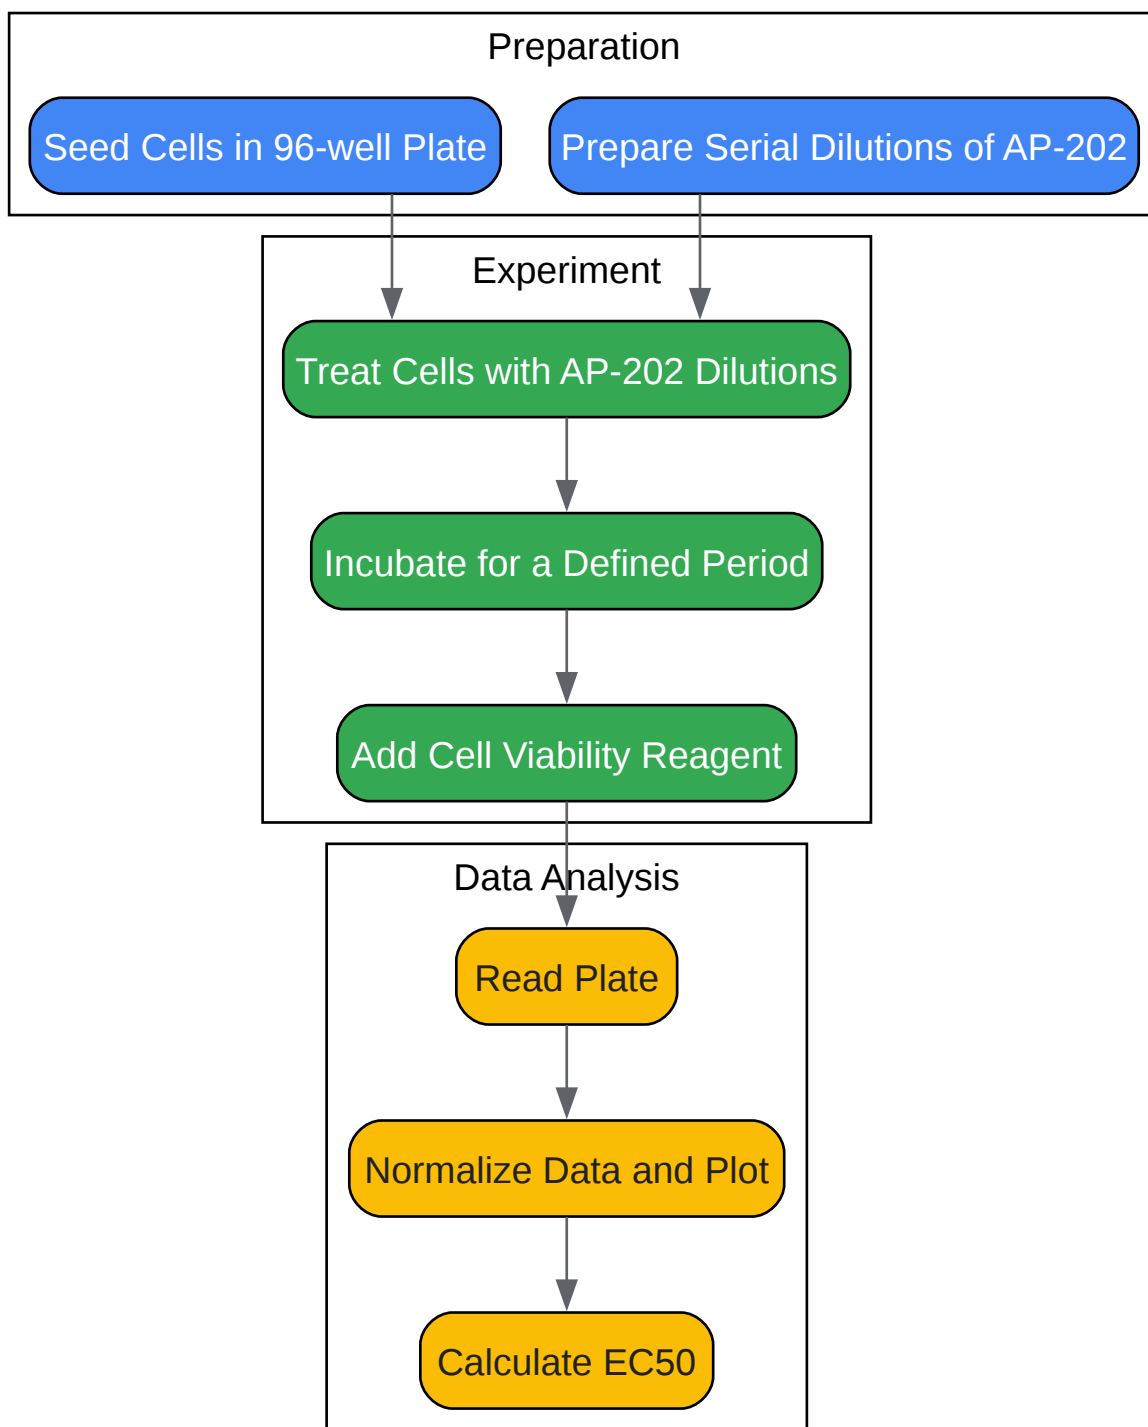 Preparation
Seed Cells in 96-well Plate
Prepare Serial Dilutions of AP-202
Experiment
Treat Cells with AP-202 Dilutions
Incubate for a Defined Period
Add Cell Viability Reagent
Data Analysis
Read Plate
Normalize Data and Plot
Calculate EC50